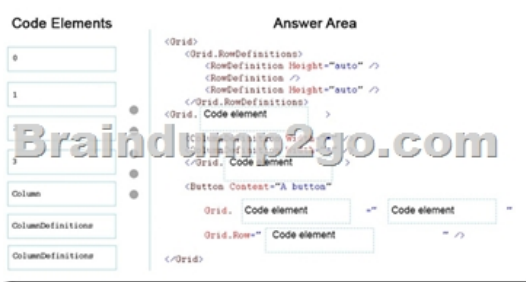 Code Elements
Answer Area
0
1
3
Column
ColumnDefinitions
ColumnDefinitions
<Grid>
<Grid.RowDefinitions>
<RowDefinition Height="auto" />
<RowDefinition />
<RowDefinition Height="auto" />
</Grid.RowDefinitions>
<Grid. Code element >
Braindump2go.com
</Grid. Code element >
<Button Content="A button"
Grid. Code element =" Code element "
Grid.Row=" Code element " />
</Grid>